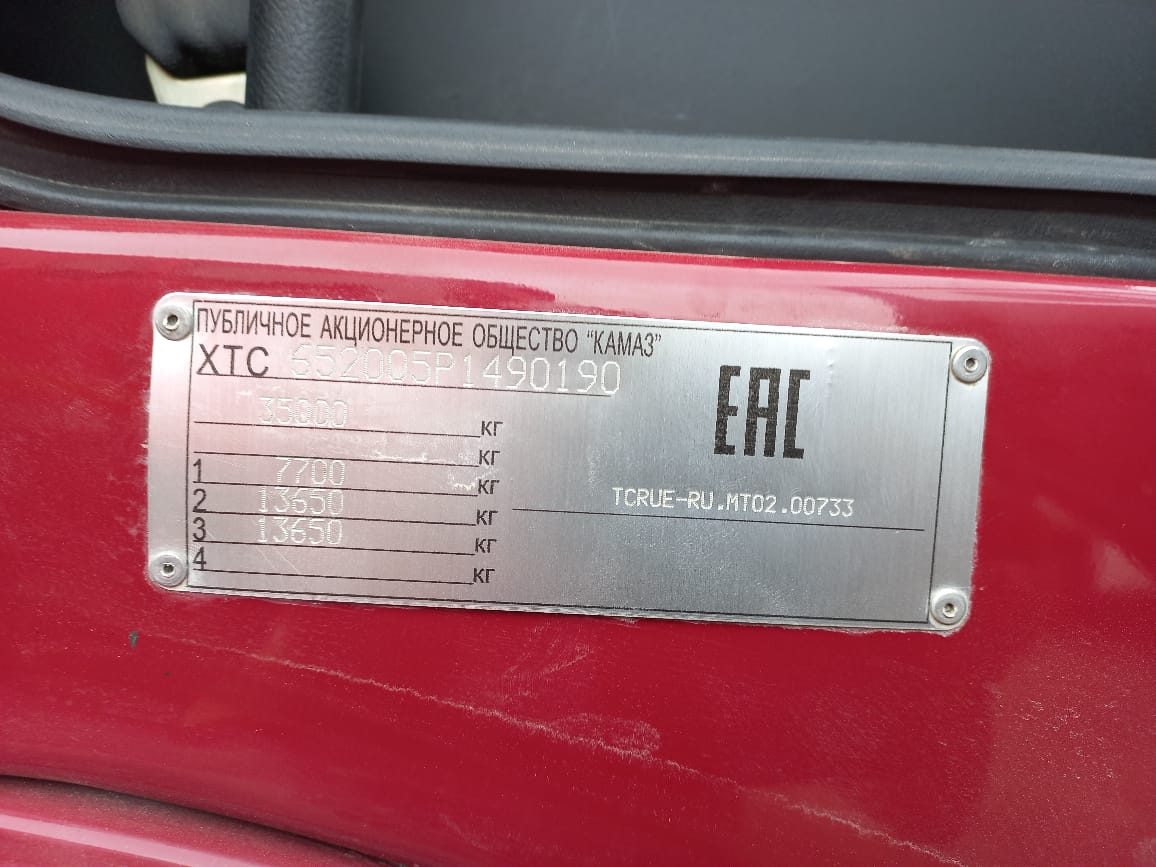 ПУБЛИЧНОЕ АКЦИОНЕРНОЕ ОБЩЕСТВО "КАМАЗ"
XTC 652005P1490190
35000 КГ
КГ
1 7700 КГ
2 13650 КГ
3 13650 КГ
4 КГ
EAC
TCRUE-RU.MT02.00733